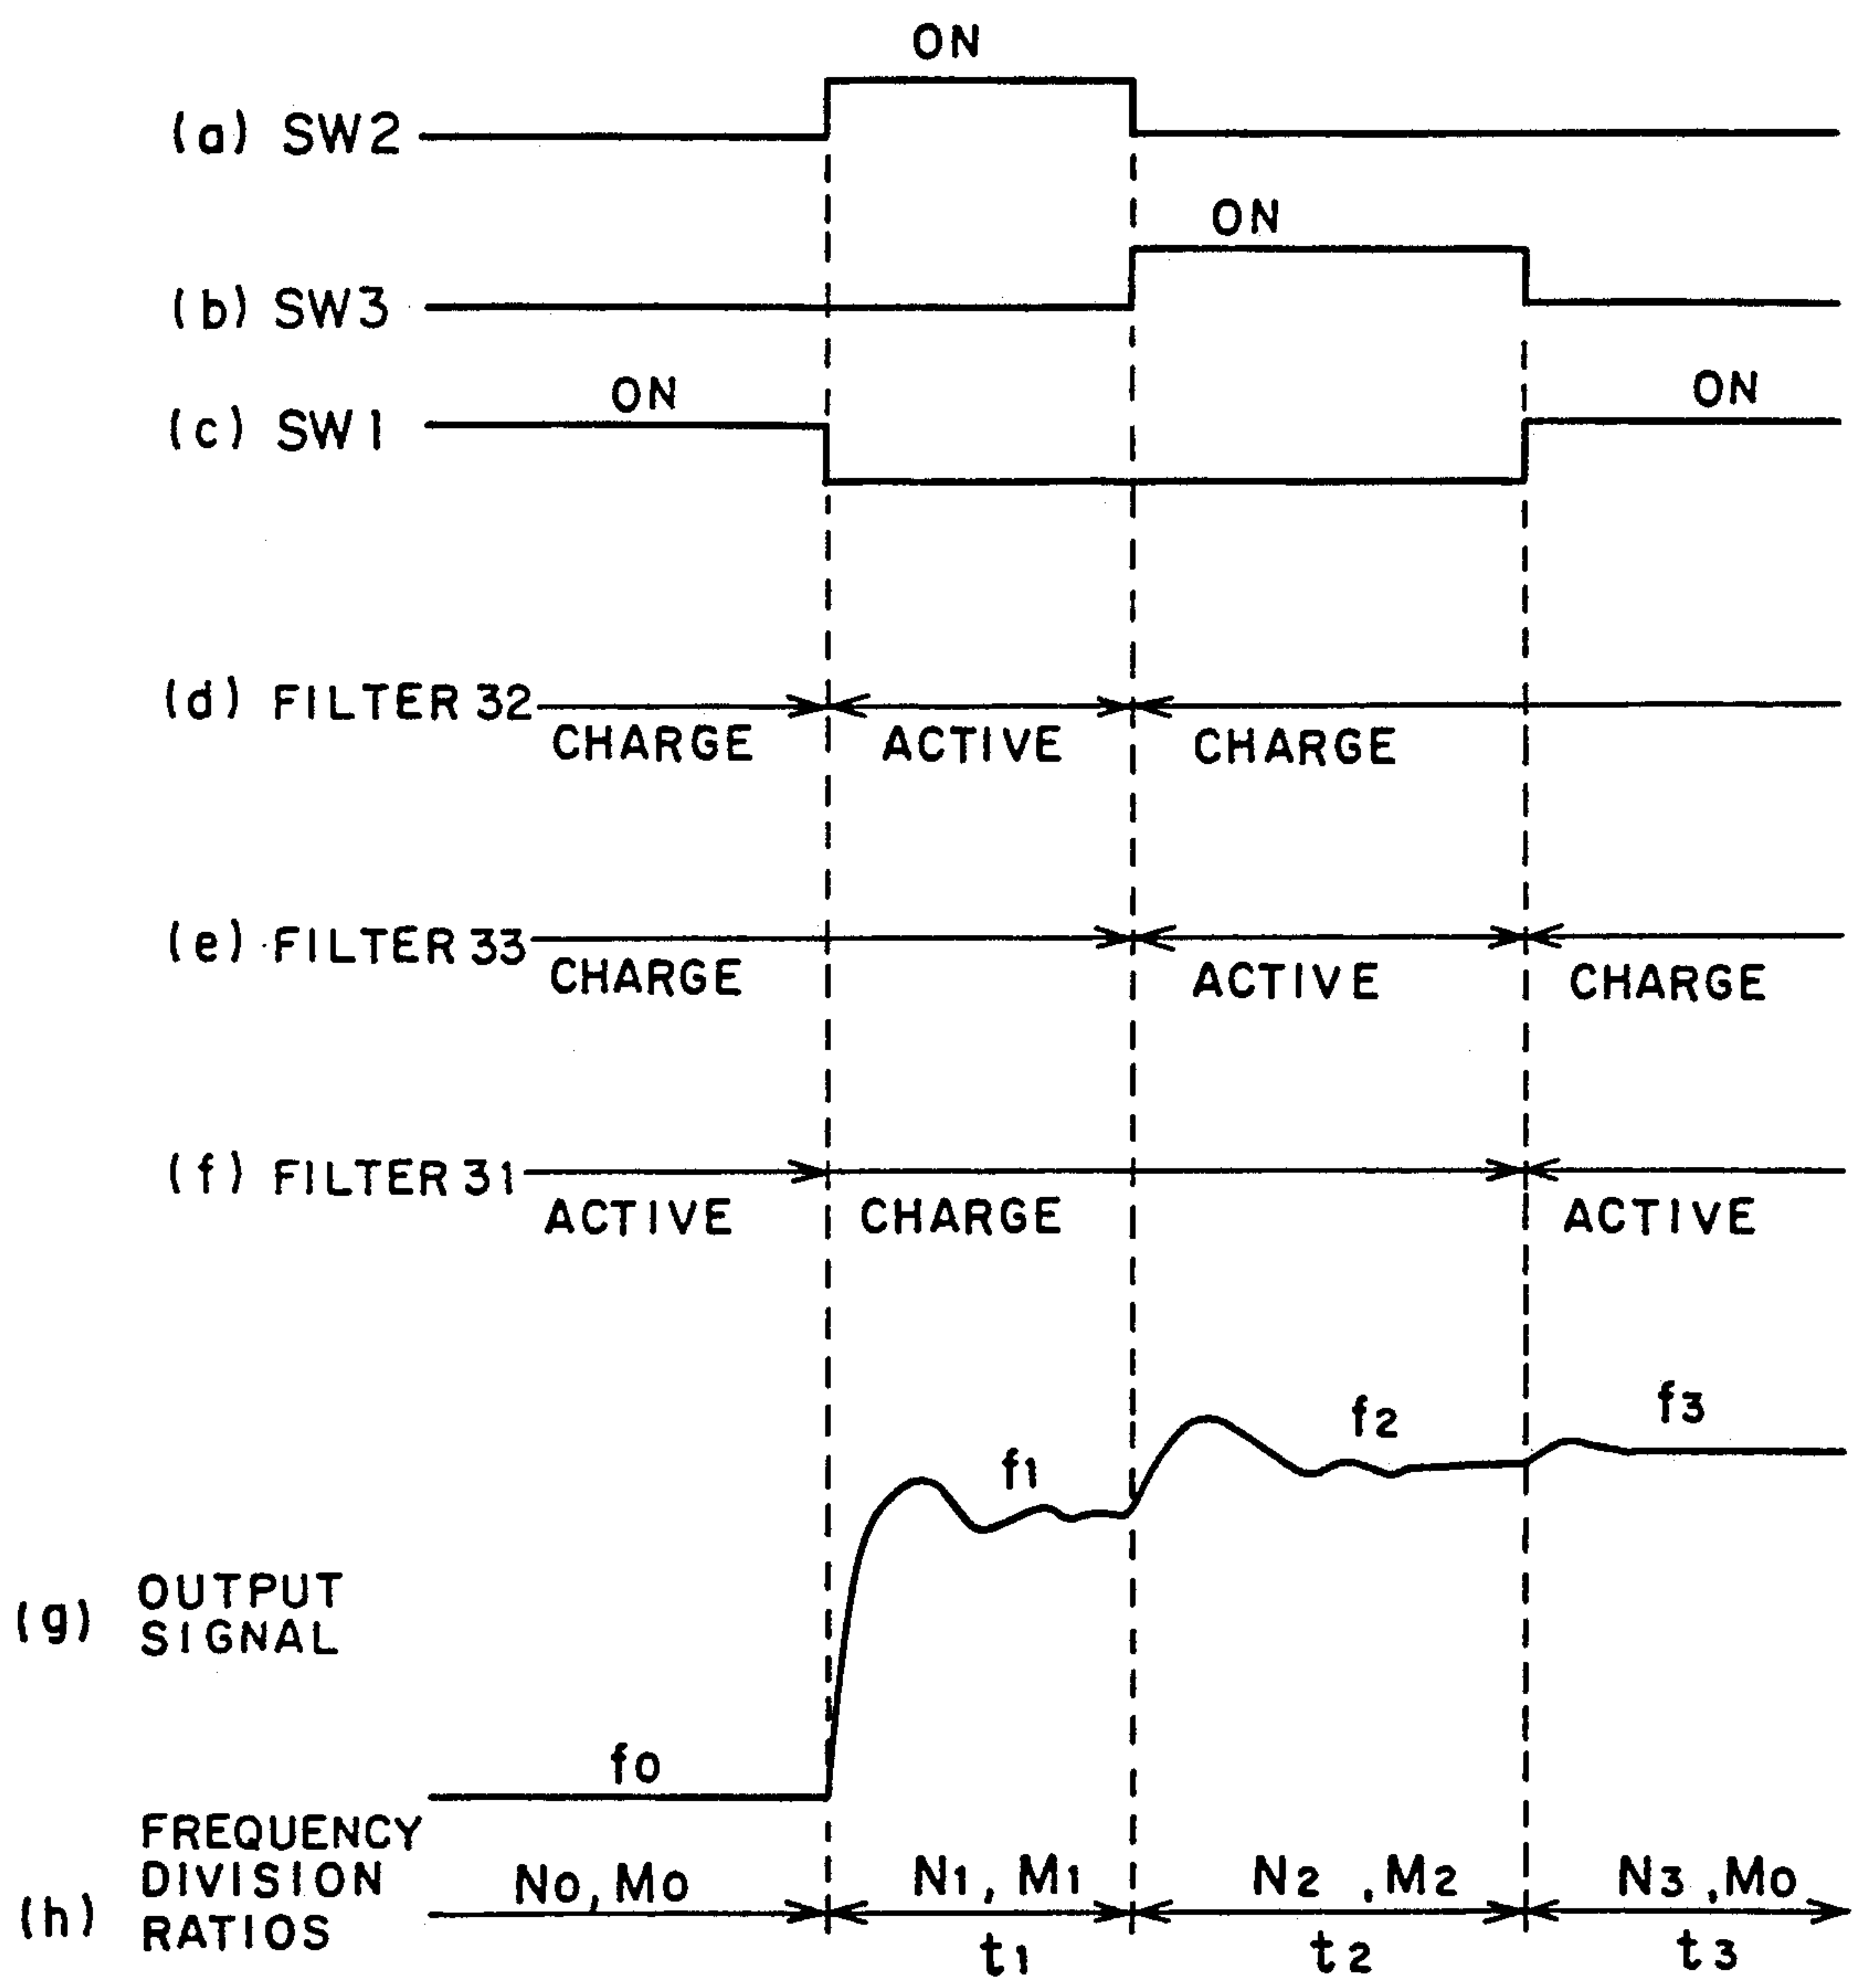 ON
(a) SW2
ON
(b) SW3
ON ON
(c) SW1
(d) FILTER 32
CHARGE ACTIVE CHARGE
(e) FILTER 33
CHARGE ACTIVE CHARGE
(f) FILTER 31
ACTIVE CHARGE ACTIVE
f1 f2 f3
(g) OUTPUT
SIGNAL
f0
FREQUENCY
DIVISION
(h) RATIOS
N0, M0 N1, M1 N2 , M2 N3 , M0
t1 t2 t3